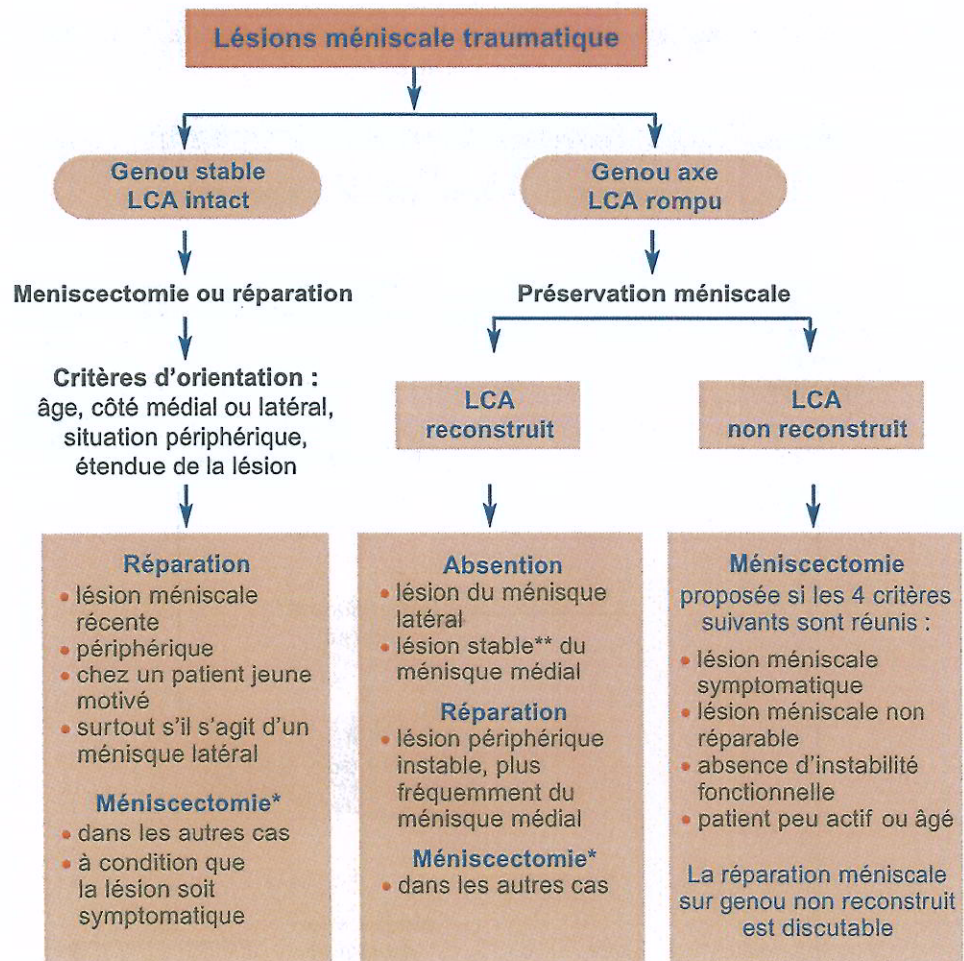 Lésions méniscale traumatique
Genou stable
LCA intact
Genou axe
LCA rompu
Meniscectomie ou réparation
Préservation méniscale
Critères d'orientation :
âge, côté médial ou latéral,
situation périphérique,
étendue de la lésion
LCA
reconstruit
LCA
non reconstruit
Réparation
• lésion méniscale
récente
• périphérique
• chez un patient jeune
motivé
• surtout s'il s'agit d'un
ménisque latéral
Méniscectomie*
• dans les autres cas
• à condition que
la lésion soit
symptomatique
Absention
• lésion du ménisque
latéral
• lésion stable** du
ménisque médial
Réparation
• lésion périphérique
instable, plus
fréquemment du
ménisque médial
Méniscectomie*
• dans les autres cas
Méniscectomie
proposée si les 4 critères
suivants sont réunis :
• lésion méniscale
symptomatique
• lésion méniscale non
réparable
• absence d'instabilité
fonctionnelle
• patient peu actif ou âgé
La réparation méniscale
sur genou non reconstruit
est discutable